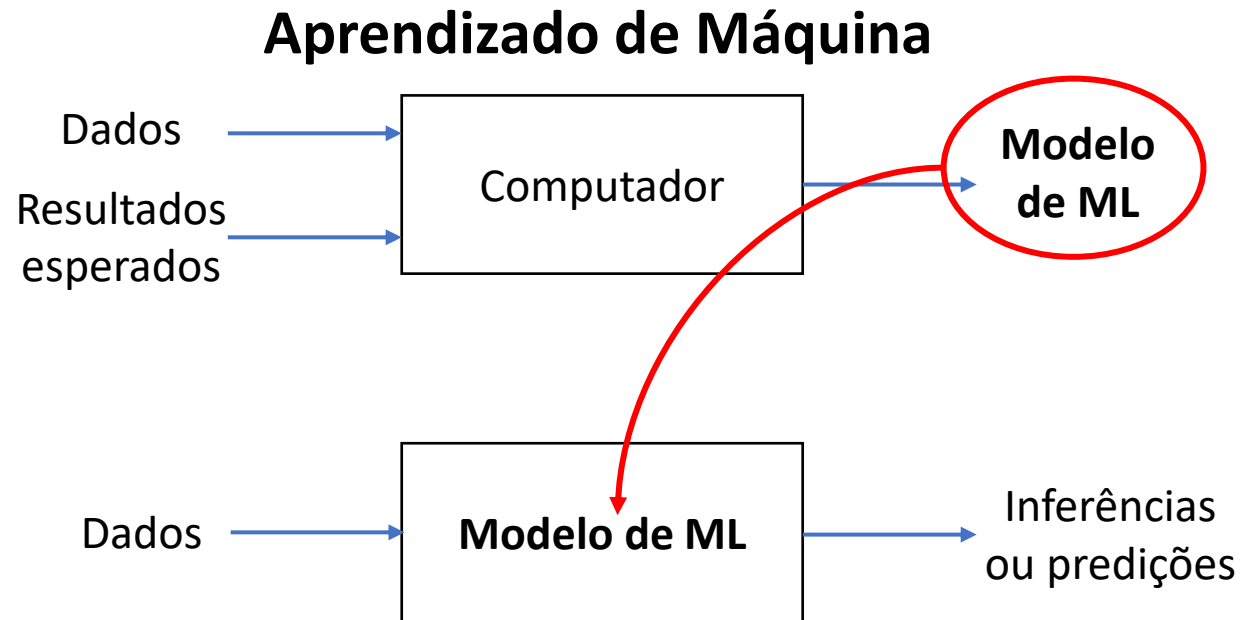 Aprendizado de Máquina
Dados
Resultados
esperados
Computador
Modelo
de ML
Dados
Modelo de ML
Inferências
ou predições